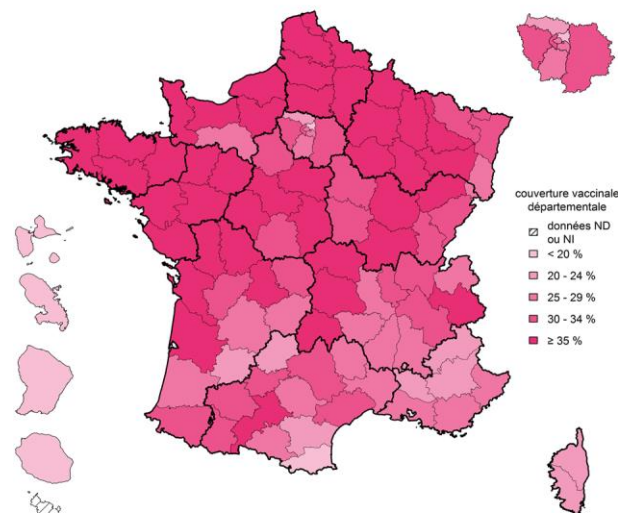 couverture vaccinale
départementale
données ND
ou NI
< 20 %
20 - 24 %
25 - 29 %
30 - 34 %
≥ 35 %